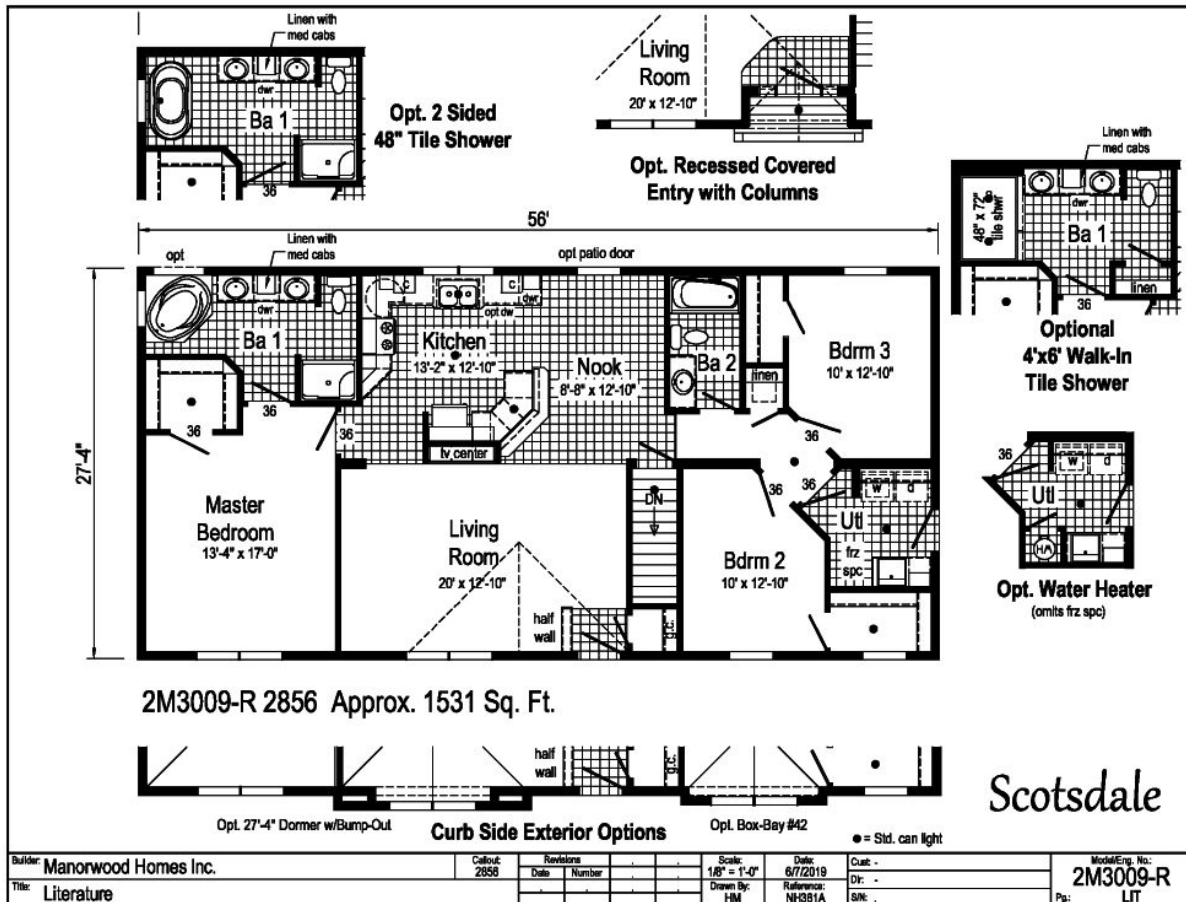 Linen with
med cabs
dwr
Ba 1
36
Opt. 2 Sided
48" Tile Shower
Living
Room
20' x 12'-10"
Opt. Recessed Covered
Entry with Columns
Linen with
med cabs
dwr
48" x 72"
tile shwr
Ba 1
linen
36
Optional
4'x6' Walk-In
Tile Shower
56'
27'-4"
opt
Linen with
med cabs
dwr
Ba 1
36
36
36
Master
Bedroom
13'-4" x 17'-0"
c
c
dwr
opt dw
Kitchen
13'-2" x 12'-10"
opt patio door
Nook
8'-8" x 12'-10"
tv center
Living
Room
20' x 12'-10"
half
wall
DN
g.c.
Ba 2
linen
Bdrm 3
10' x 12'-10"
36
36
36
Bdrm 2
10' x 12'-10"
w
d
Utl
frz
spc
36
w
d
Utl
H/W
Opt. Water Heater
(omits frz spc)
2M3009-R 2856 Approx. 1531 Sq. Ft.
half
wall
g.c.
Opt. 27'-4" Dormer w/Bump-Out
Curb Side Exterior Options
Opt. Box-Bay #42
Scotsdale
= Std. can light
Builder: Manorwood Homes Inc.
Title: Literature
Callout:
2856
Revisions
Date Number
Scale:
1/8" = 1'-0"
Drawn By:
HM
Date:
6/7/2019
Reference:
NH361A
Cust: -
Dlr: -
S/N: .
Model/Eng. No.:
2M3009-R
Pg.: LIT